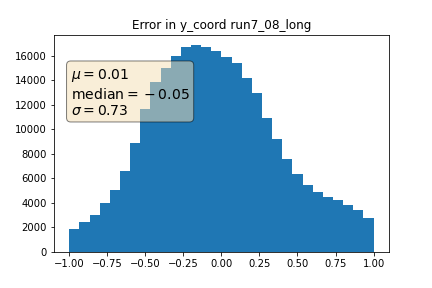 Error in y_coord run7_08_long
16000
14000
12000
10000
8000
6000
4000
2000
0
μ = 0.01
median = −0.05
σ = 0.73
−1.00 −0.75 −0.50 −0.25 0.00 0.25 0.50 0.75 1.00